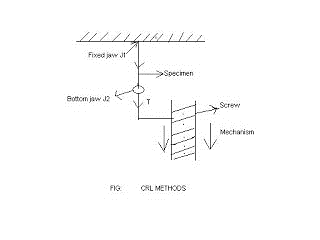 Fixed jaw J1
Specimen
Bottom jaw J2
T
Screw
Mechanism
FIG: CRL METHODS